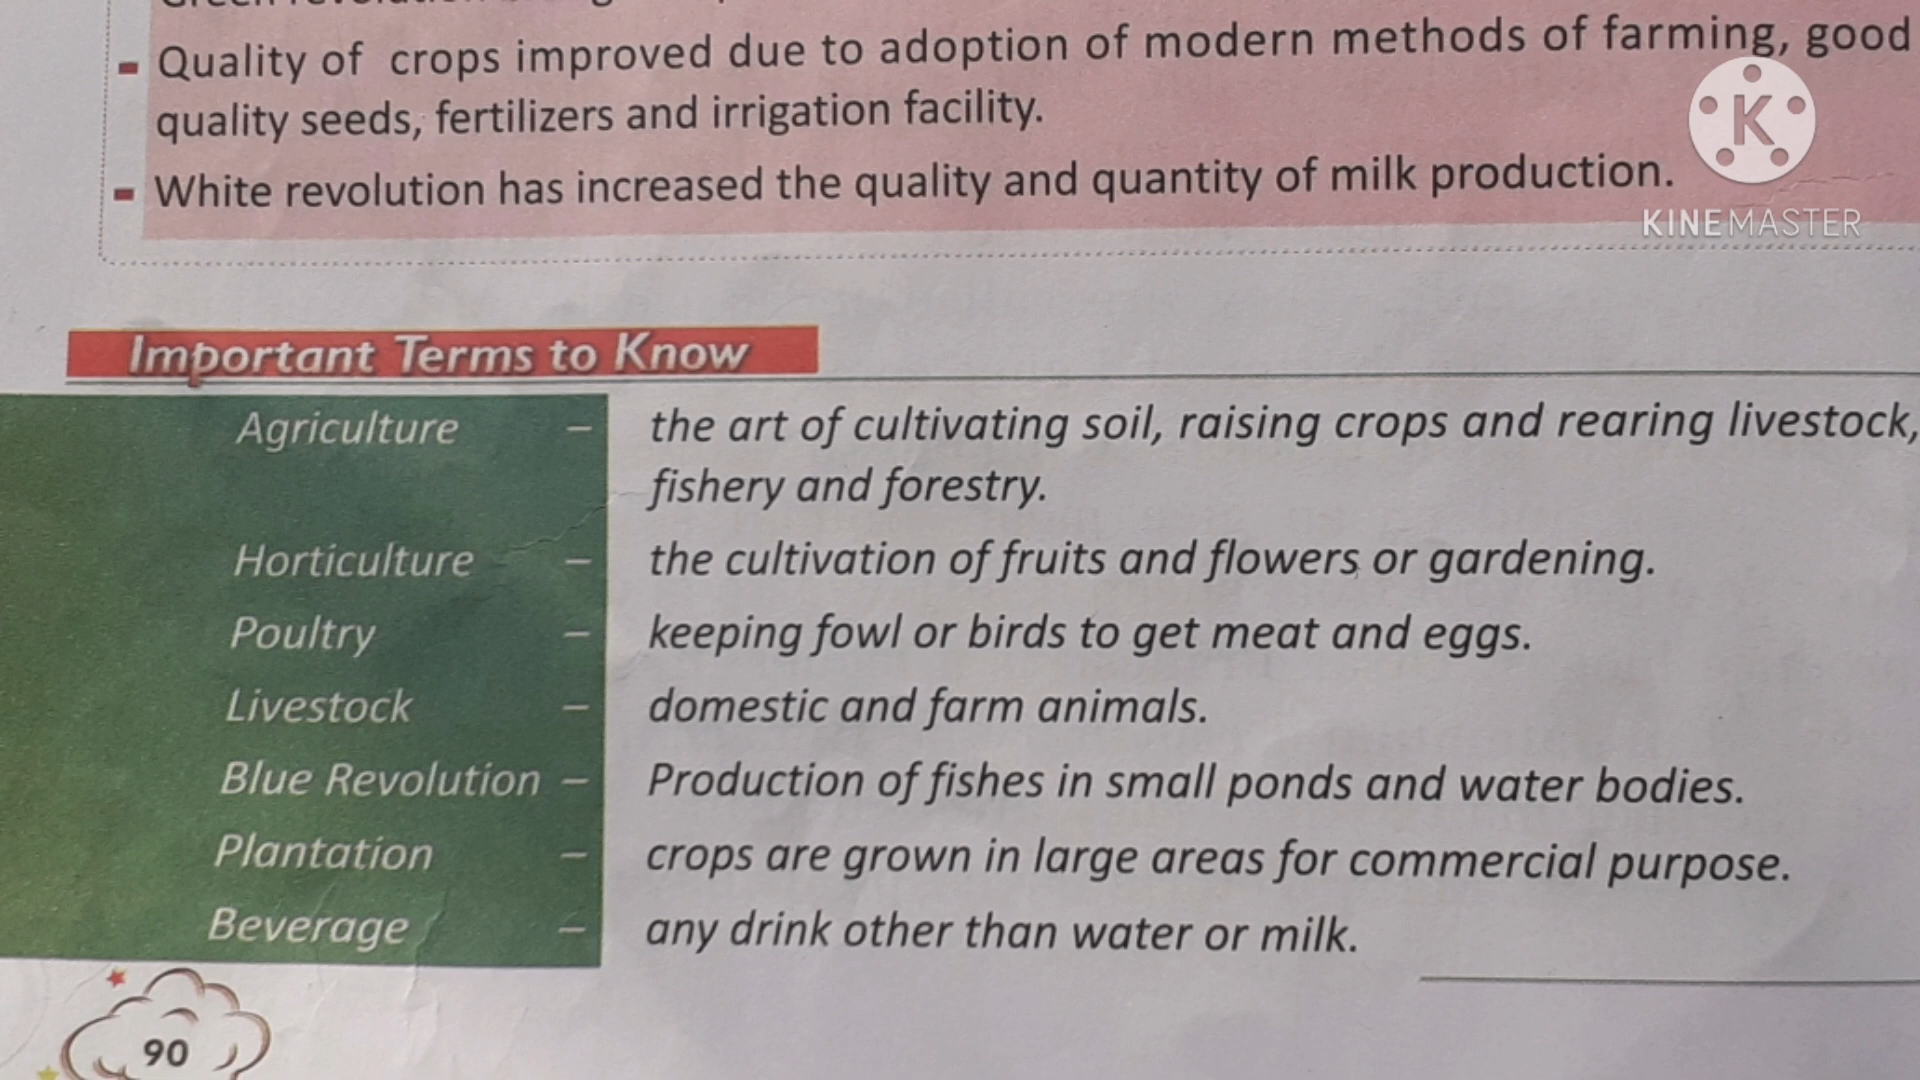 - Quality of crops improved due to adoption of modern methods of farming, good
quality seeds, fertilizers and irrigation facility.
- White revolution has increased the quality and quantity of milk production.
K
KINEMASTER
Important Terms to Know
Agriculture – the art of cultivating soil, raising crops and rearing livestock,
fishery and forestry.
Horticulture – the cultivation of fruits and flowers or gardening.
Poultry – keeping fowl or birds to get meat and eggs.
Livestock – domestic and farm animals.
Blue Revolution – Production of fishes in small ponds and water bodies.
Plantation – crops are grown in large areas for commercial purpose.
Beverage – any drink other than water or milk.
90